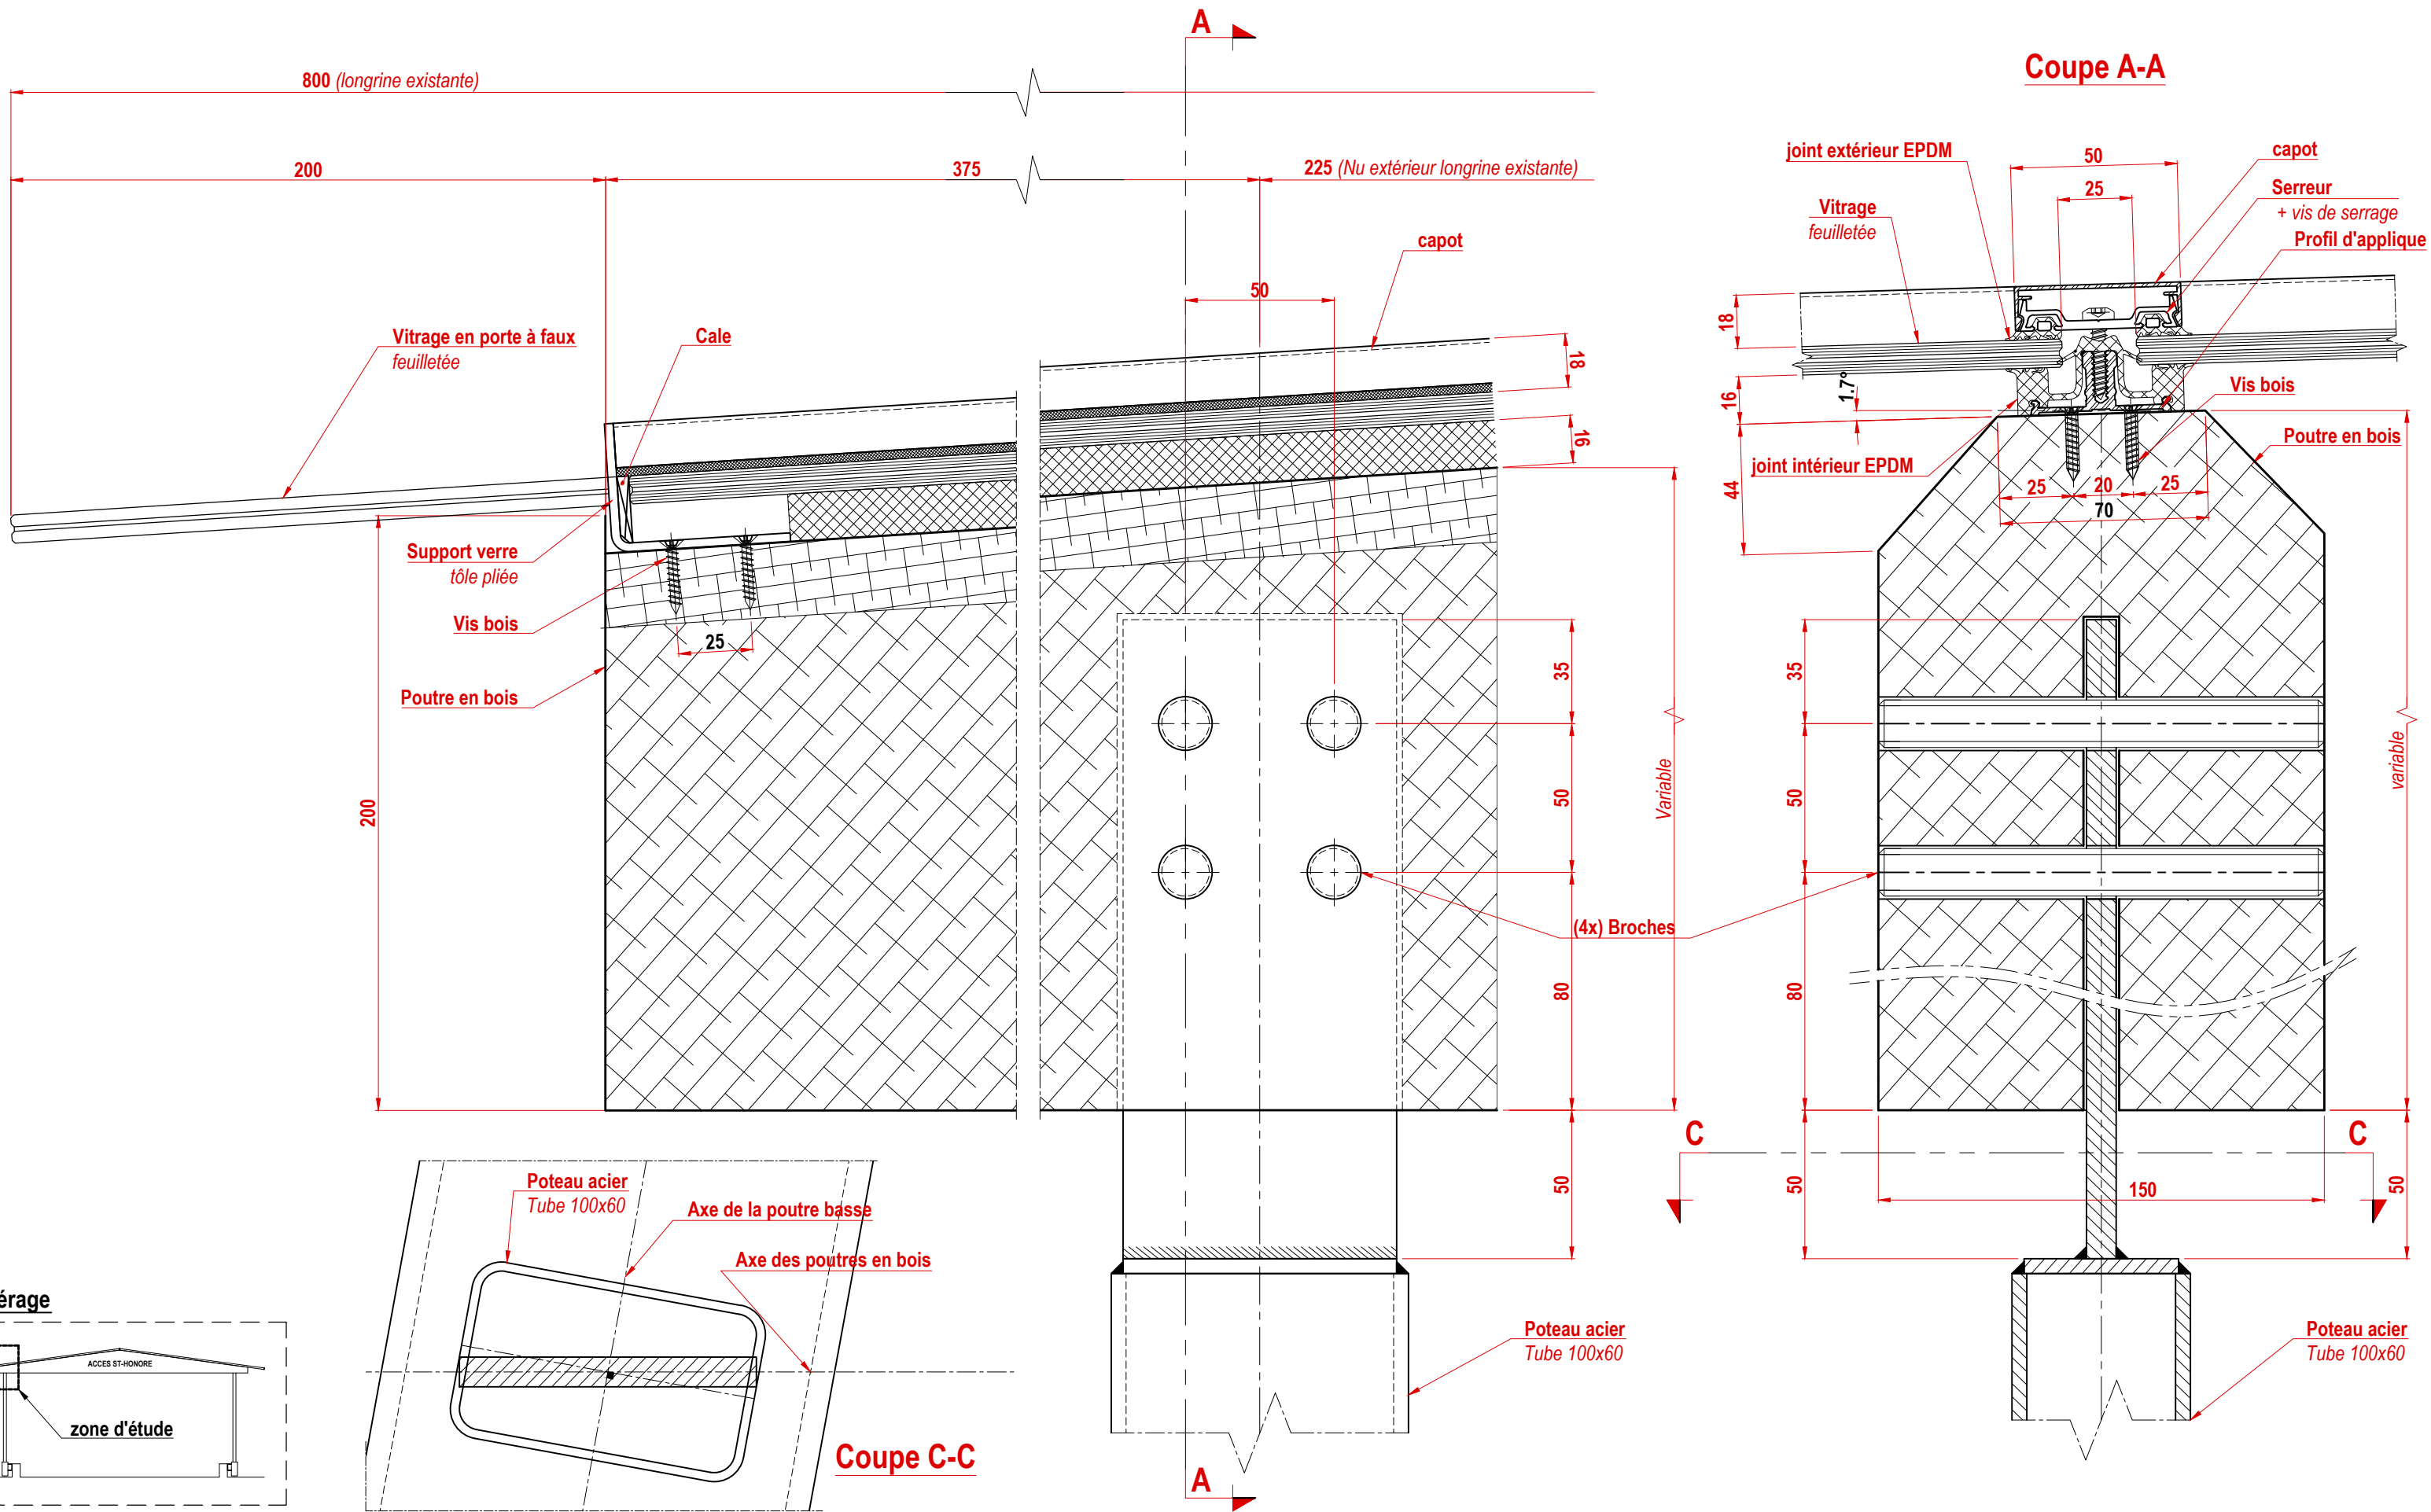 A
800 (longrine existante)
200
375
225 (Nu extérieur longrine existante)
capot
50
Vitrage en porte à faux
feuilletée
Cale
18
16
Support verre
tôle pliée
Vis bois
25
Poutre en bois
200
35
50
80
50
Variable
(4x) Broches
Poteau acier
Tube 100x60
A
Coupe A-A
joint extérieur EPDM
50
25
capot
Serreur
+ vis de serrage
Profil d'applique
Vitrage
feuilletée
18
16
1.7°
44
Vis bois
Poutre en bois
joint intérieur EPDM
25
20
25
70
35
50
80
50
variable
50
C
C
150
Poteau acier
Tube 100x60
Poteau acier
Tube 100x60
Axe de la poutre basse
Axe des poutres en bois
Coupe C-C
érage
ACCES ST-HONORE
zone d'étude